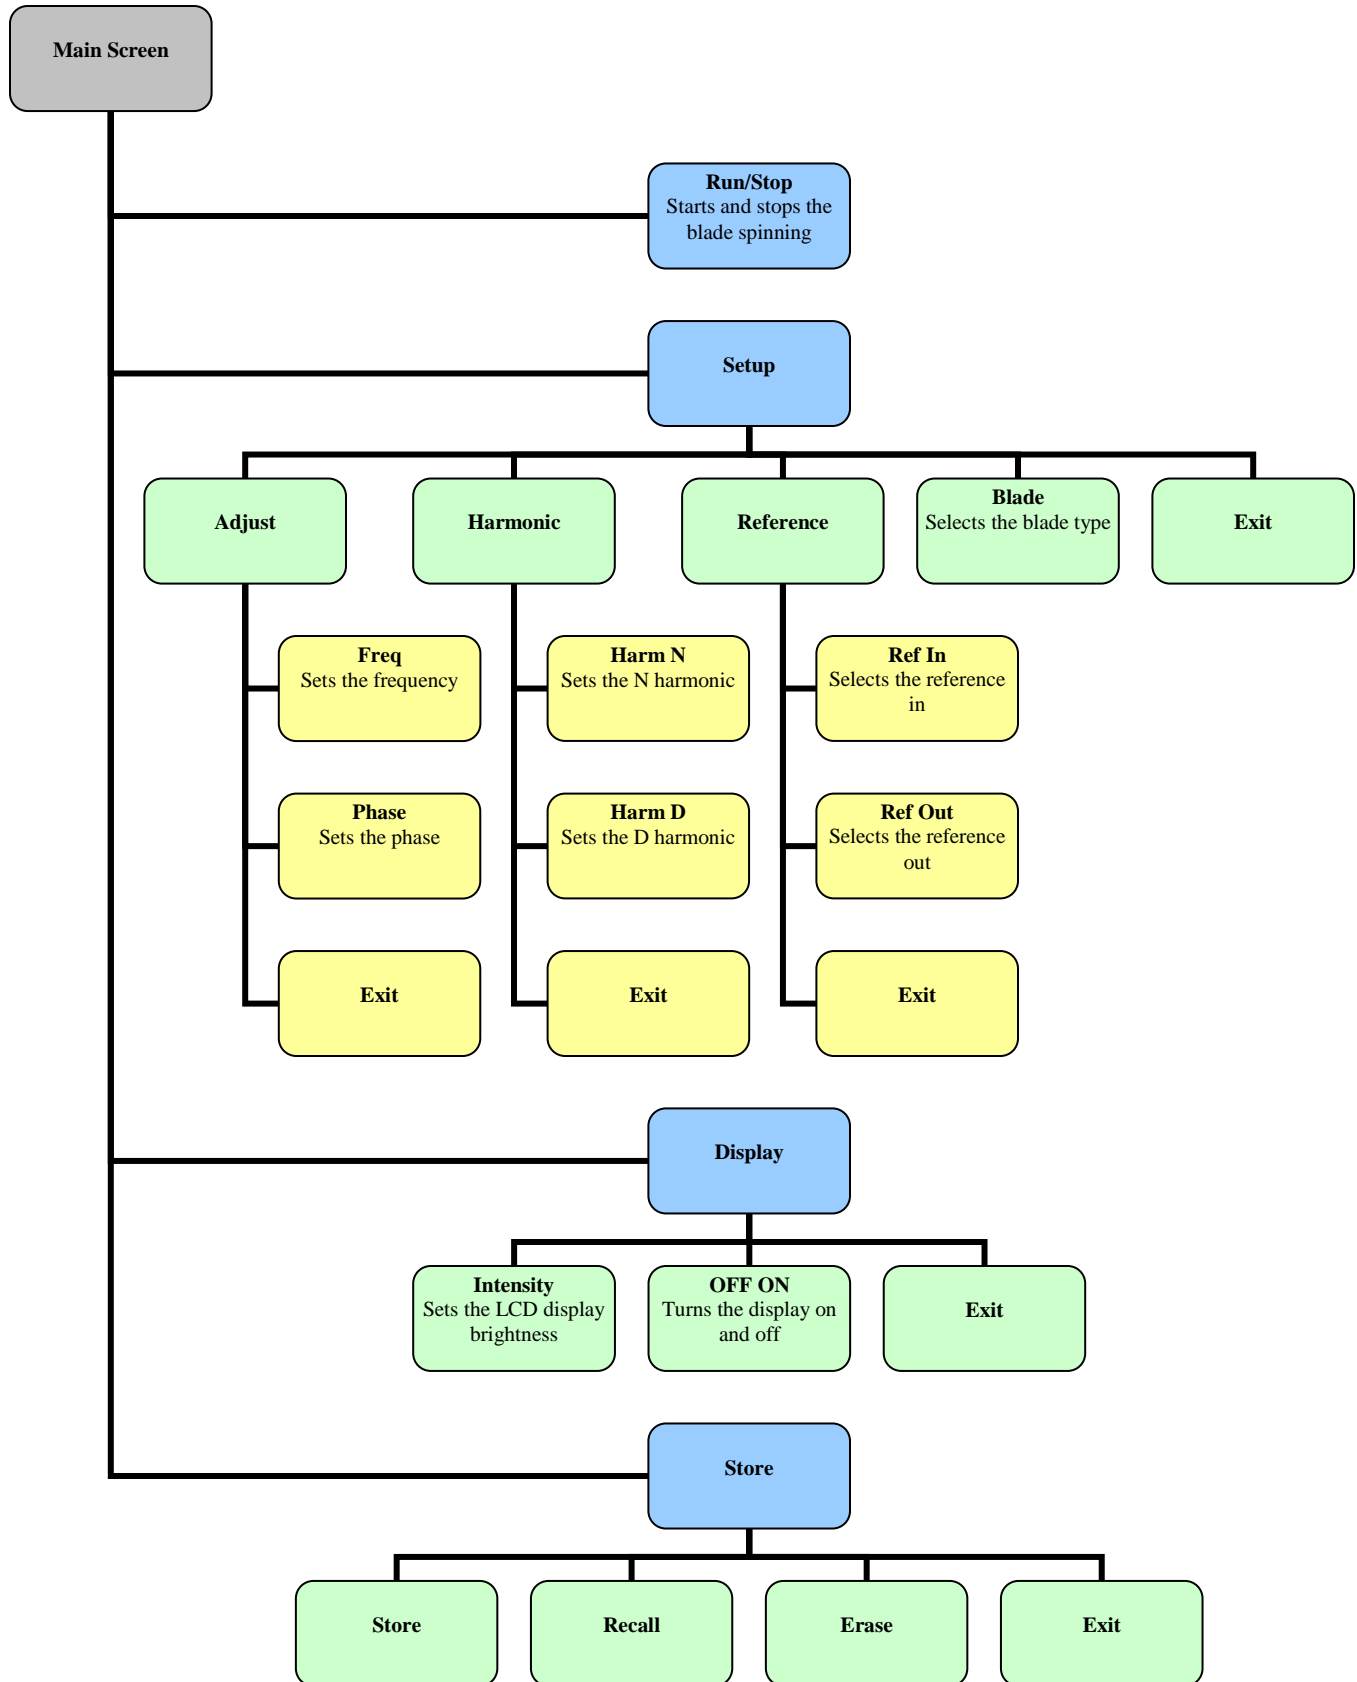 Main Screen
Run/Stop
Starts and stops the
blade spinning
Setup
Adjust
Harmonic
Reference
Blade
Selects the blade type
Exit
Freq
Sets the frequency
Harm N
Sets the N harmonic
Ref In
Selects the reference
in
Phase
Sets the phase
Harm D
Sets the D harmonic
Ref Out
Selects the reference
out
Exit
Exit
Exit
Display
Intensity
Sets the LCD display
brightness
OFF ON
Turns the display on
and off
Exit
Store
Store
Recall
Erase
Exit